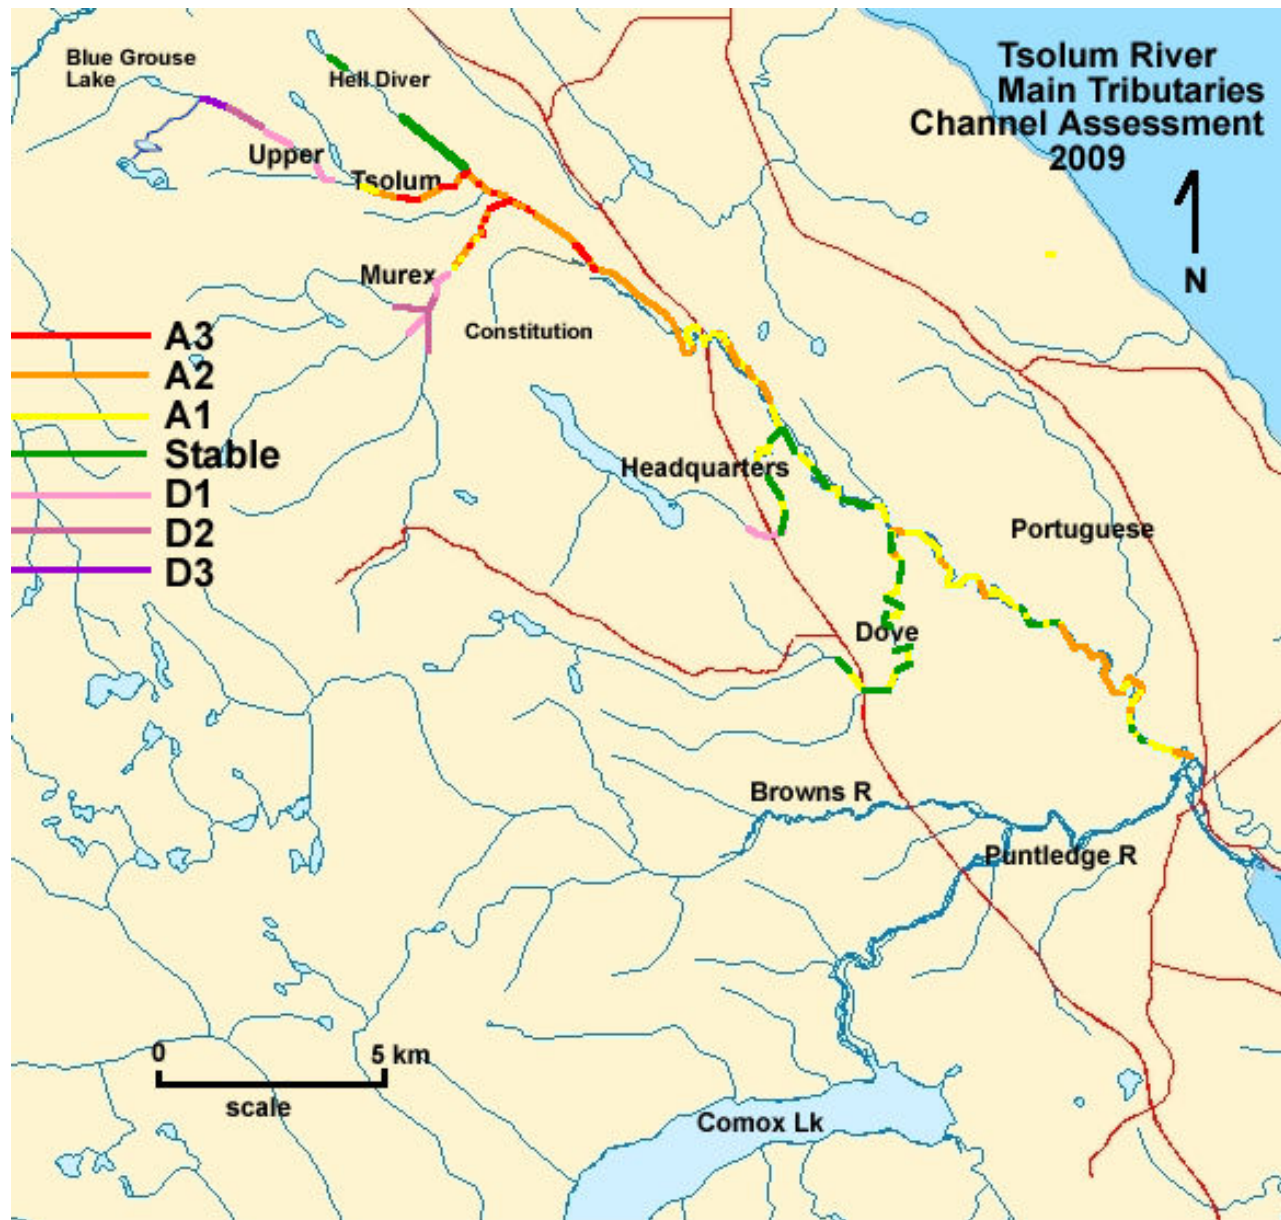 Tsolum River
Main Tributaries
Channel Assessment
2009
N
Blue Grouse
Lake
Hell Diver
Upper
Tsolum
Murex
Constitution
A3
A2
A1
Stable
D1
D2
D3
Headquarters
Portuguese
Dove
Browns R
Puntledge R
0
5 km
scale
Comox Lk